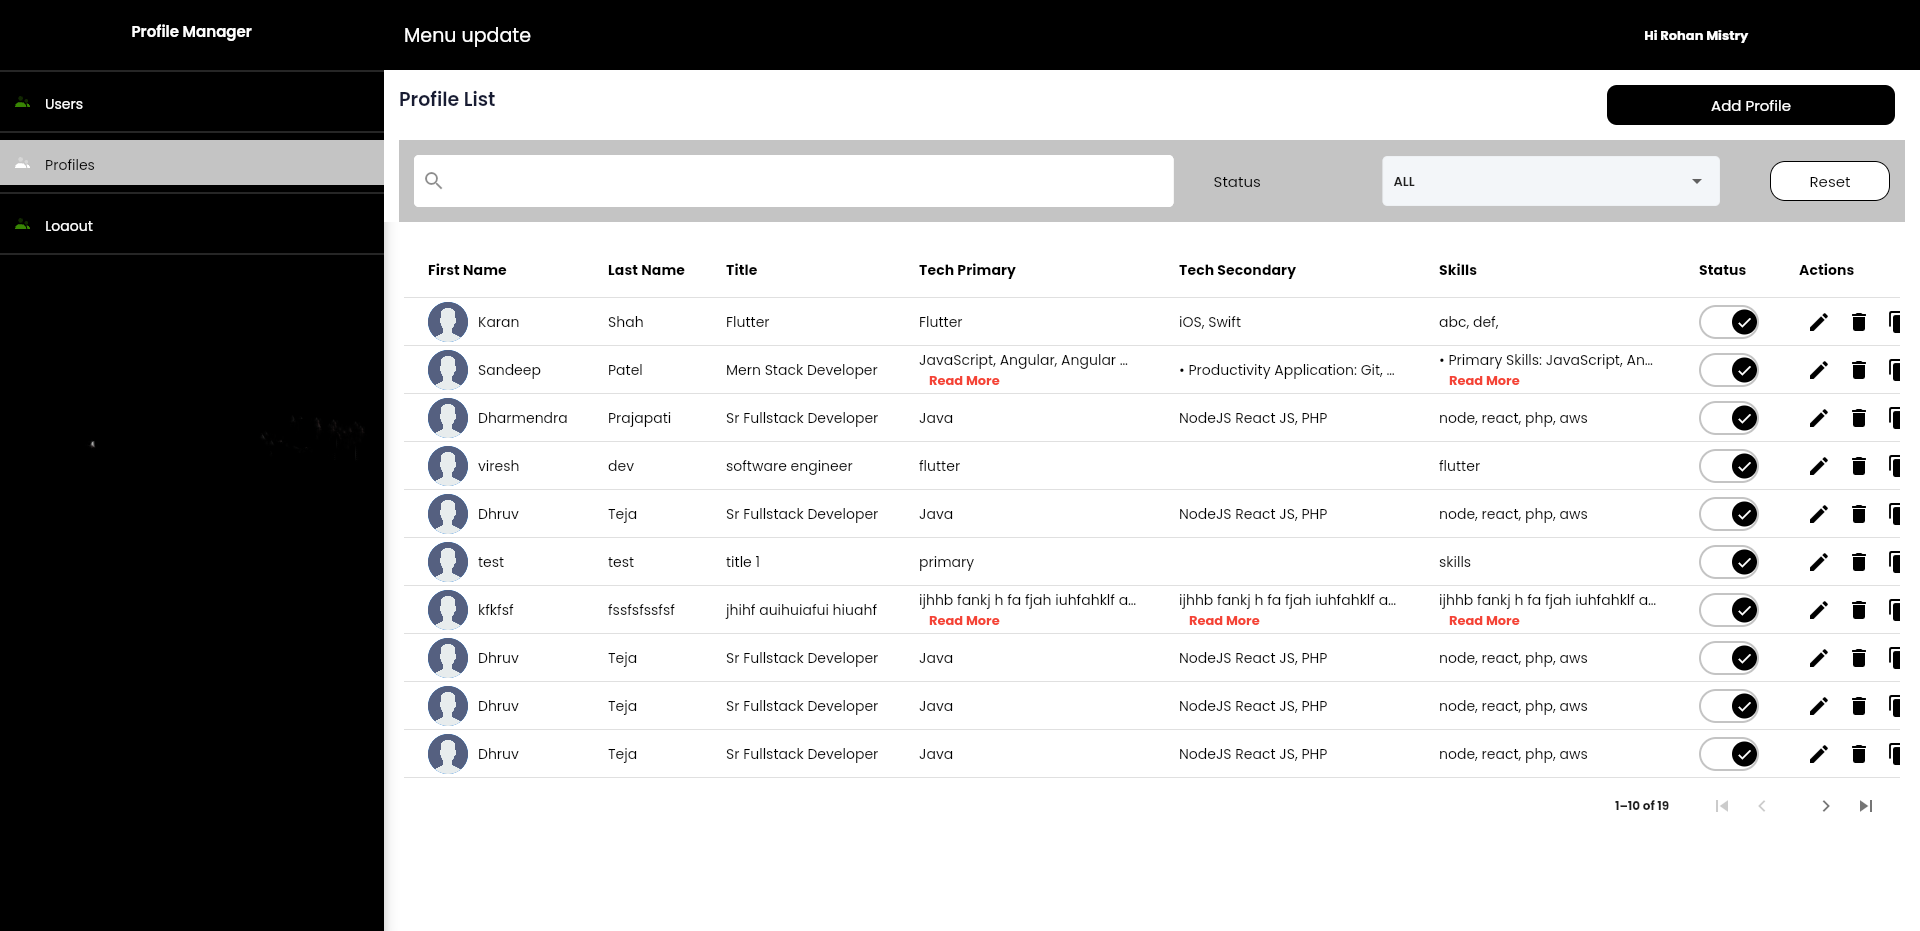 Profile Manager
Menu update
Hi Rohan Mistry
Users
Profiles
Logout
Profile List
Add Profile
Status
ALL
Reset
First Name Last Name Title Tech Primary Tech Secondary Skills Status Actions
Karan Shah Flutter Flutter iOS, Swift abc, def,
Sandeep Patel Mern Stack Developer JavaScript, Angular, Angular ... • Productivity Application: Git, ... • Primary Skills: JavaScript, An...
Read More Read More
Dharmendra Prajapati Sr Fullstack Developer Java NodeJS React JS, PHP node, react, php, aws
viresh dev software engineer flutter flutter
Dhruv Teja Sr Fullstack Developer Java NodeJS React JS, PHP node, react, php, aws
test test title 1 primary skills
kfkfsf fssfsfssfsf jhihf auihuiafui hiuahf ijhhb fankj h fa fjah iuhfahklf a... ijhhb fankj h fa fjah iuhfahklf a... ijhhb fankj h fa fjah iuhfahklf a...
Read More Read More Read More
Dhruv Teja Sr Fullstack Developer Java NodeJS React JS, PHP node, react, php, aws
Dhruv Teja Sr Fullstack Developer Java NodeJS React JS, PHP node, react, php, aws
Dhruv Teja Sr Fullstack Developer Java NodeJS React JS, PHP node, react, php, aws
1–10 of 19